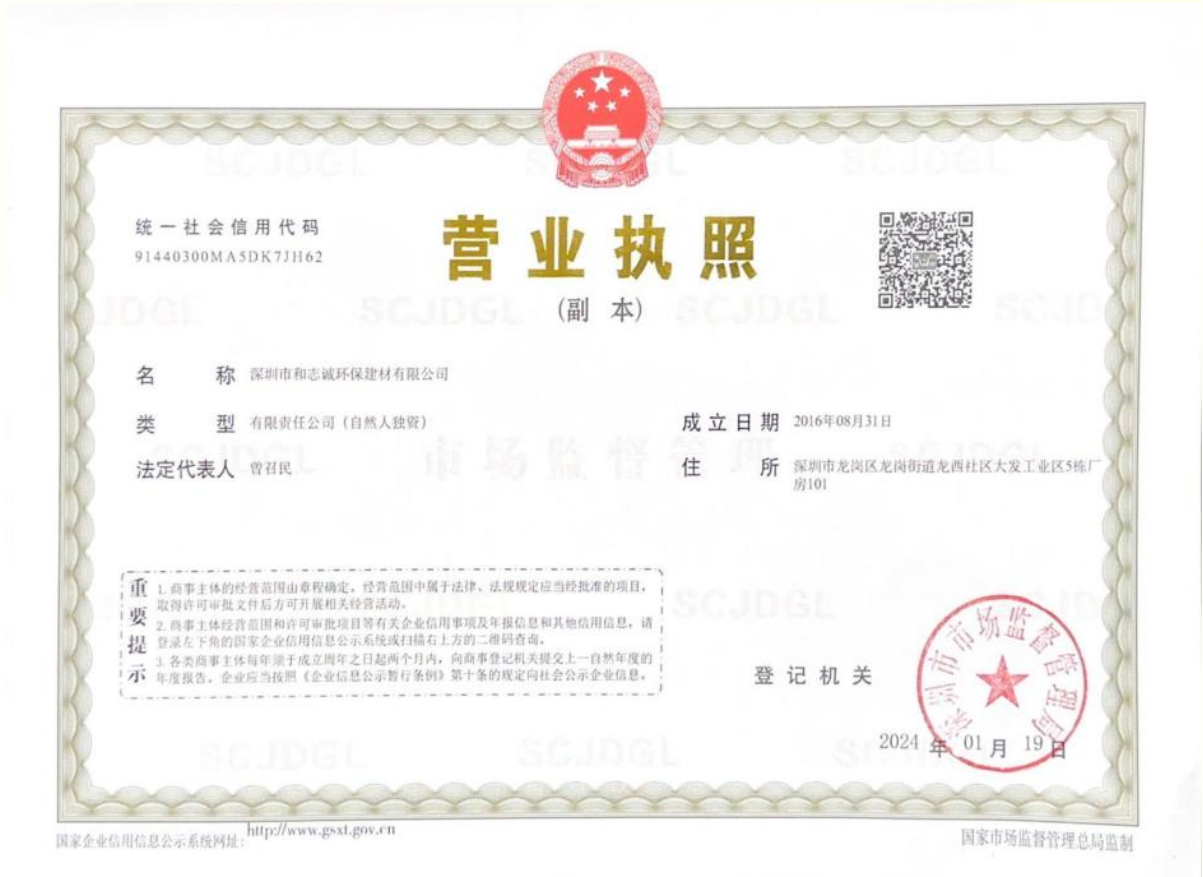 统一社会信用代码
91440300MA5DK7JH62
营业执照
(副 本)
名 称 深圳市和志诚环保建材有限公司
类 型 有限责任公司（自然人独资）
成立日期 2016年08月31日
法定代表人 曾召民
住 所 深圳市龙岗区龙岗街道龙西社区大发工业区5栋厂
房101
重要提示
1. 商事主体的经营范围由章程确定。经营范围中属于法律、法规规定应当经批准的项目，
取得许可审批文件后方可开展相关经营活动。
2. 商事主体经营范围和许可审批项目等有关企业信用事项及年报信息和其他信用信息，请
登录左下角的国家企业信用信息公示系统或扫描右上方的二维码查询。
3. 各类商事主体每年须于成立周年之日起两个月内，向商事登记机关提交上一自然年度的
年度报告。企业应当按照《企业信息公示暂行条例》第十条的规定向社会公示企业信息。
登记机关
深圳市市场监督管理局
2024 年 01 月 19 日
国家企业信用信息公示系统网址：http://www.gsxt.gov.cn
国家市场监督管理总局监制
SCJDGL
市场监督管理